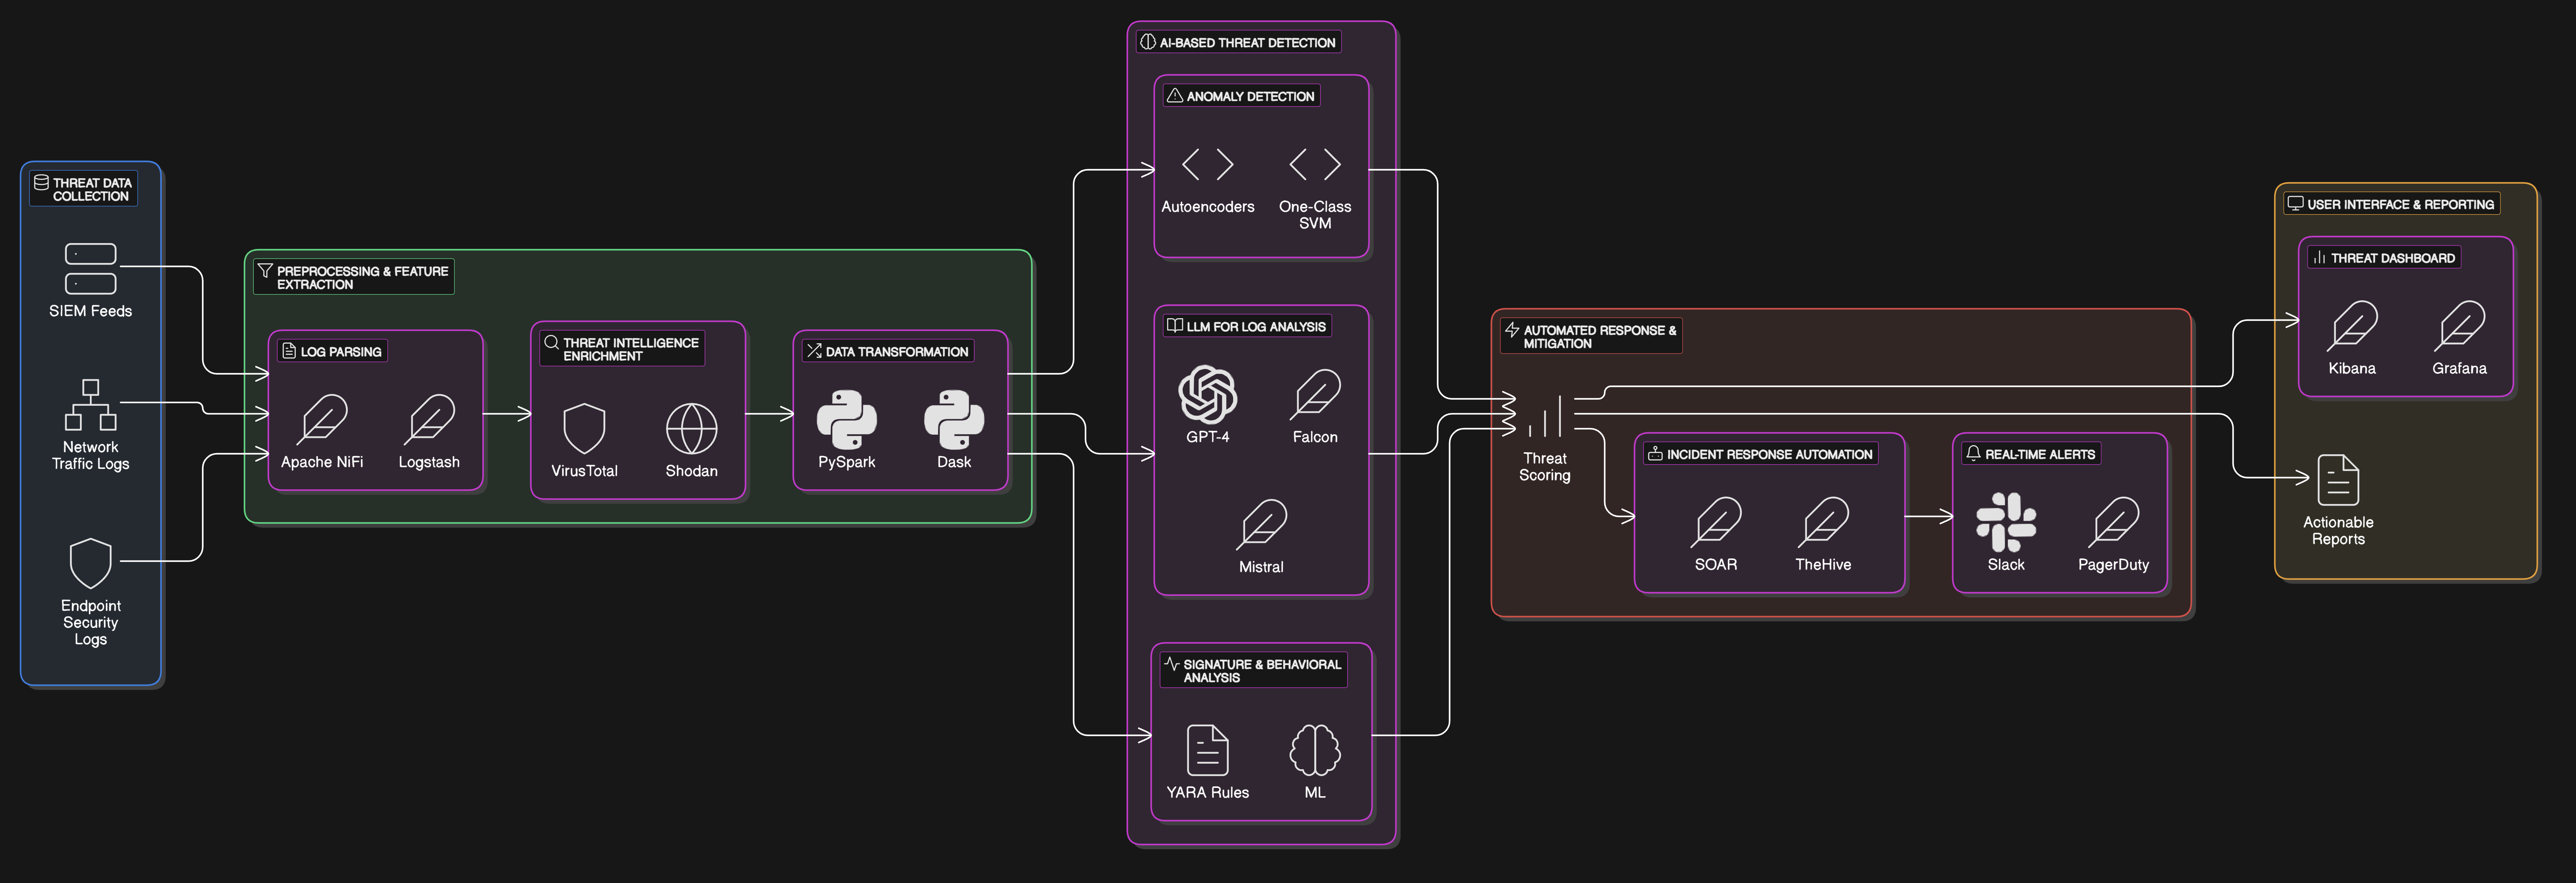 THREAT DATA
COLLECTION
SIEM Feeds
Network
Traffic Logs
Endpoint
Security
Logs
PREPROCESSING & FEATURE
EXTRACTION
LOG PARSING
Apache NiFi
Logstash
THREAT INTELLIGENCE
ENRICHMENT
VirusTotal
Shodan
DATA TRANSFORMATION
PySpark
Dask
AI-BASED THREAT DETECTION
ANOMALY DETECTION
Autoencoders
One-Class
SVM
LLM FOR LOG ANALYSIS
GPT-4
Falcon
Mistral
SIGNATURE & BEHAVIORAL
ANALYSIS
YARA Rules
ML
AUTOMATED RESPONSE &
MITIGATION
Threat
Scoring
INCIDENT RESPONSE AUTOMATION
SOAR
TheHive
REAL-TIME ALERTS
Slack
PagerDuty
USER INTERFACE & REPORTING
THREAT DASHBOARD
Kibana
Grafana
Actionable
Reports